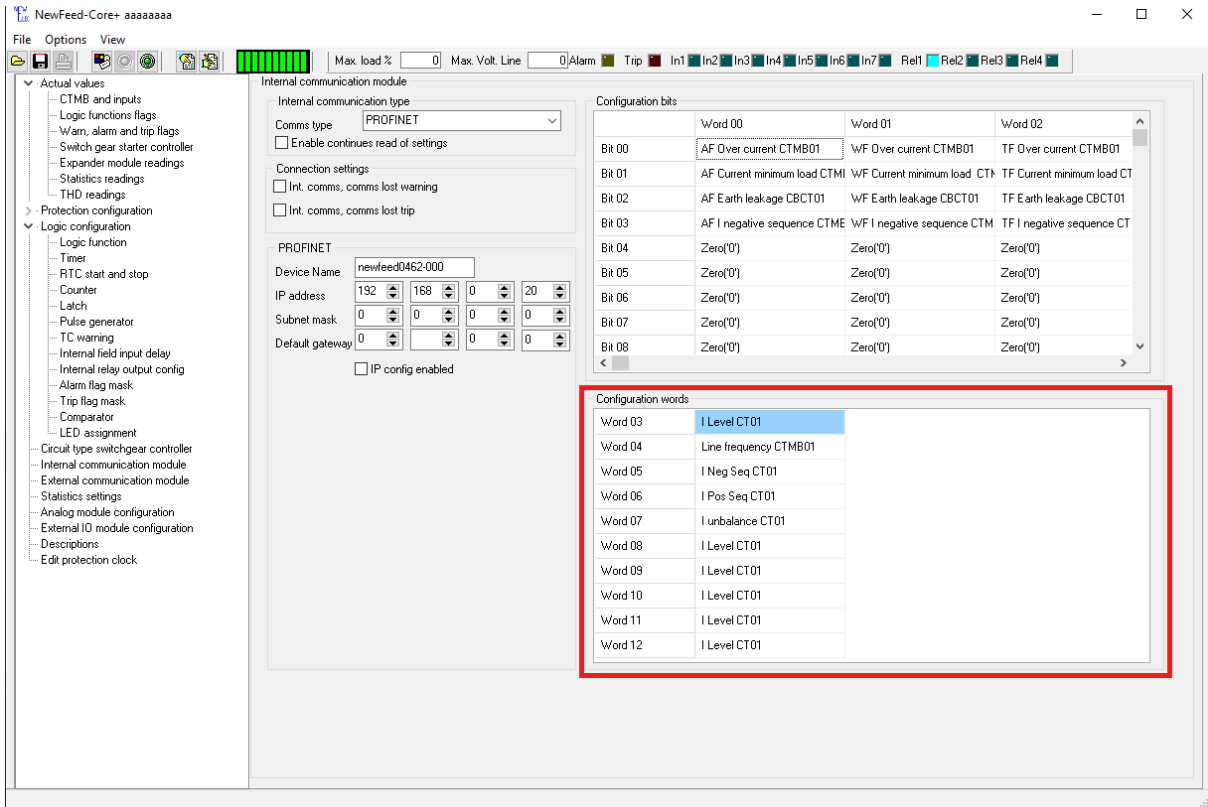 NewFeed-Core+ aaaaaaaa
File Options View
Max. load % 0 Max. Volt. Line 0 Alarm Trip In1 In2 In3 In4 In5 In6 In7 Rel1 Rel2 Rel3 Rel4
Actual values
CTMB and inputs
Logic functions flags
Warn, alarm and trip flags
Switch gear starter controller
Expander module readings
Statistics readings
THD readings
Protection configuration
Logic configuration
Logic function
Timer
RTC start and stop
Counter
Latch
Pulse generator
TC warning
Internal field input delay
Internal relay output config
Alarm flag mask
Trip flag mask
Comparator
LED assignment
Circuit type switchgear controller
Internal communication module
External communication module
Statistics settings
Analog module configuration
External IO module configuration
Descriptions
Edit protection clock
Internal communication module
Internal communication type
Comms type PROFINET
Enable continues read of settings
Connection settings
Int. comms, comms lost warning
Int. comms, comms lost trip
PROFINET
Device Name newfeed0462-000
IP address 192 168 0 20
Subnet mask 0 0 0 0
Default gateway 0 0 0
IP config enabled
Configuration bits
Word 00 Word 01 Word 02
Bit 00 AF Over current CTMB01 WF Over current CTMB01 TF Over current CTMB01
Bit 01 AF Current minimum load CTMI WF Current minimum load CTM TF Current minimum load CT
Bit 02 AF Earth leakage CBCT01 WF Earth leakage CBCT01 TF Earth leakage CBCT01
Bit 03 AF I negative sequence CTME WF I negative sequence CTM TF I negative sequence CT
Bit 04 Zero('0') Zero('0') Zero('0')
Bit 05 Zero('0') Zero('0') Zero('0')
Bit 06 Zero('0') Zero('0') Zero('0')
Bit 07 Zero('0') Zero('0') Zero('0')
Bit 08 Zero('0') Zero('0') Zero('0')
Configuration words
Word 03 I Level CT01
Word 04 Line frequency CTMB01
Word 05 I Neg Seq CT01
Word 06 I Pos Seq CT01
Word 07 I unbalance CT01
Word 08 I Level CT01
Word 09 I Level CT01
Word 10 I Level CT01
Word 11 I Level CT01
Word 12 I Level CT01